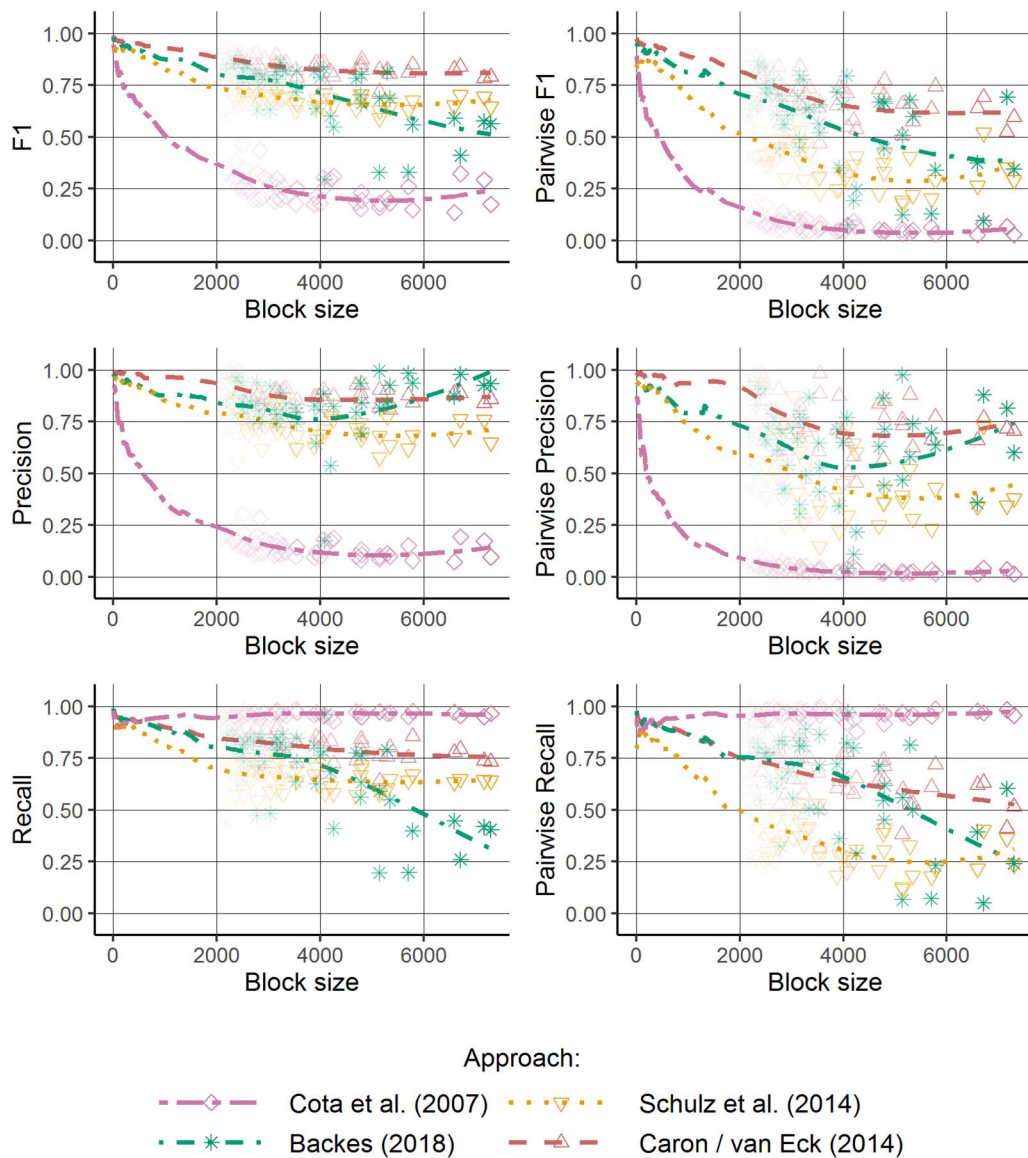 F1
1.00
0.75
0.50
0.25
0.00
0 2000 4000 6000
Block size
Pairwise F1
1.00
0.75
0.50
0.25
0.00
0 2000 4000 6000
Block size
Precision
1.00
0.75
0.50
0.25
0.00
0 2000 4000 6000
Block size
Pairwise Precision
1.00
0.75
0.50
0.25
0.00
0 2000 4000 6000
Block size
Recall
1.00
0.75
0.50
0.25
0.00
0 2000 4000 6000
Block size
Pairwise Recall
1.00
0.75
0.50
0.25
0.00
0 2000 4000 6000
Block size
Approach:
Cota et al. (2007) Schulz et al. (2014)
Backes (2018) Caron / van Eck (2014)